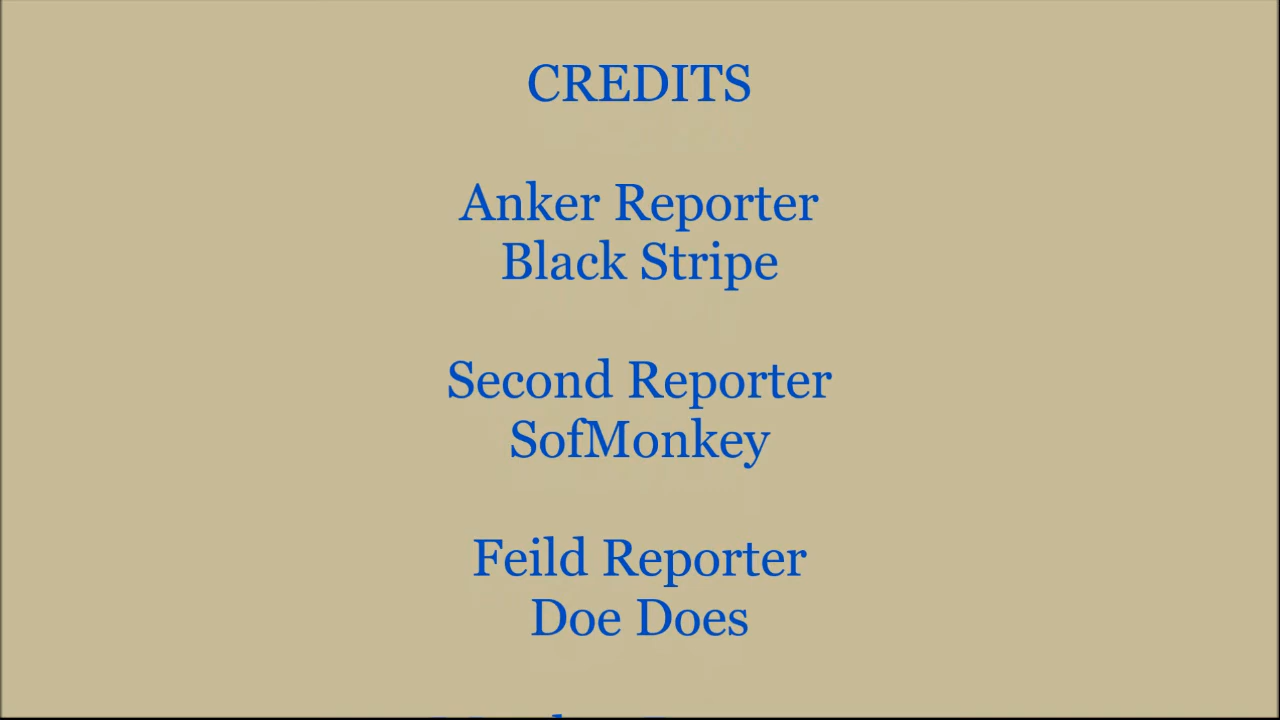 CREDITS
Anker Reporter
Black Stripe
Second Reporter
SofMonkey
Feild Reporter
Doe Does